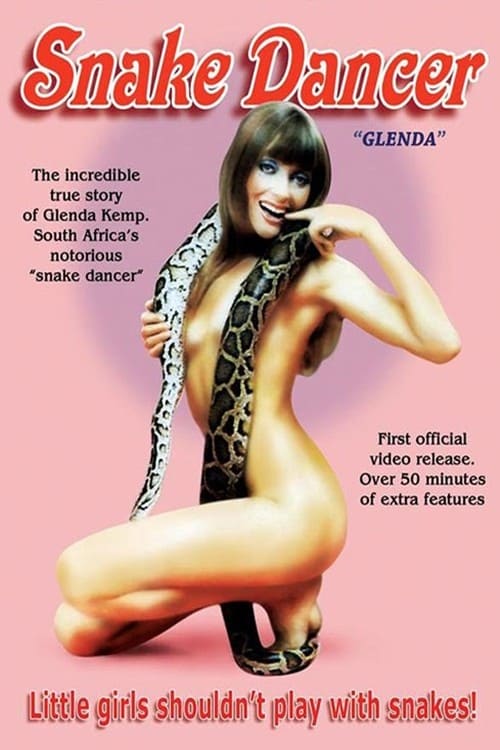 Snake Dancer
"GLENDA"
The incredible
true story
of Glenda Kemp.
South Africa's
notorious
"snake dancer"
First official
video release.
Over 50 minutes
of extra features
Little girls shouldn't play with snakes!